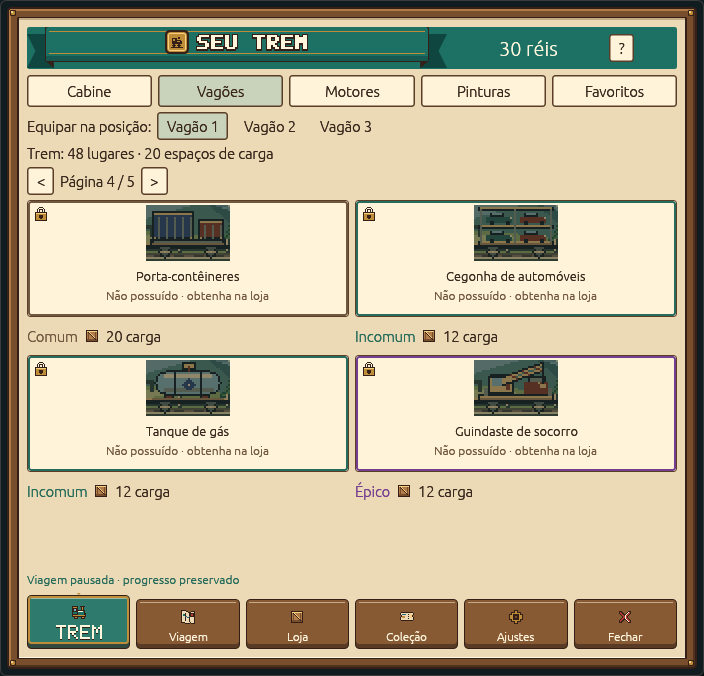 SEU TREM
30 réis
?
Cabine
Vagões
Motores
Pinturas
Favoritos
Equipar na posição: Vagão 1 Vagão 2 Vagão 3
Trem: 48 lugares · 20 espaços de carga
< Página 4 / 5 >
Porta-contêineres
Não possuído · obtenha na loja
Comum 20 carga
Cegonha de automóveis
Não possuído · obtenha na loja
Incomum 12 carga
Tanque de gás
Não possuído · obtenha na loja
Incomum 12 carga
Guindaste de socorro
Não possuído · obtenha na loja
Épico 12 carga
Viagem pausada · progresso preservado
TREM
Viagem
Loja
Coleção
Ajustes
Fechar